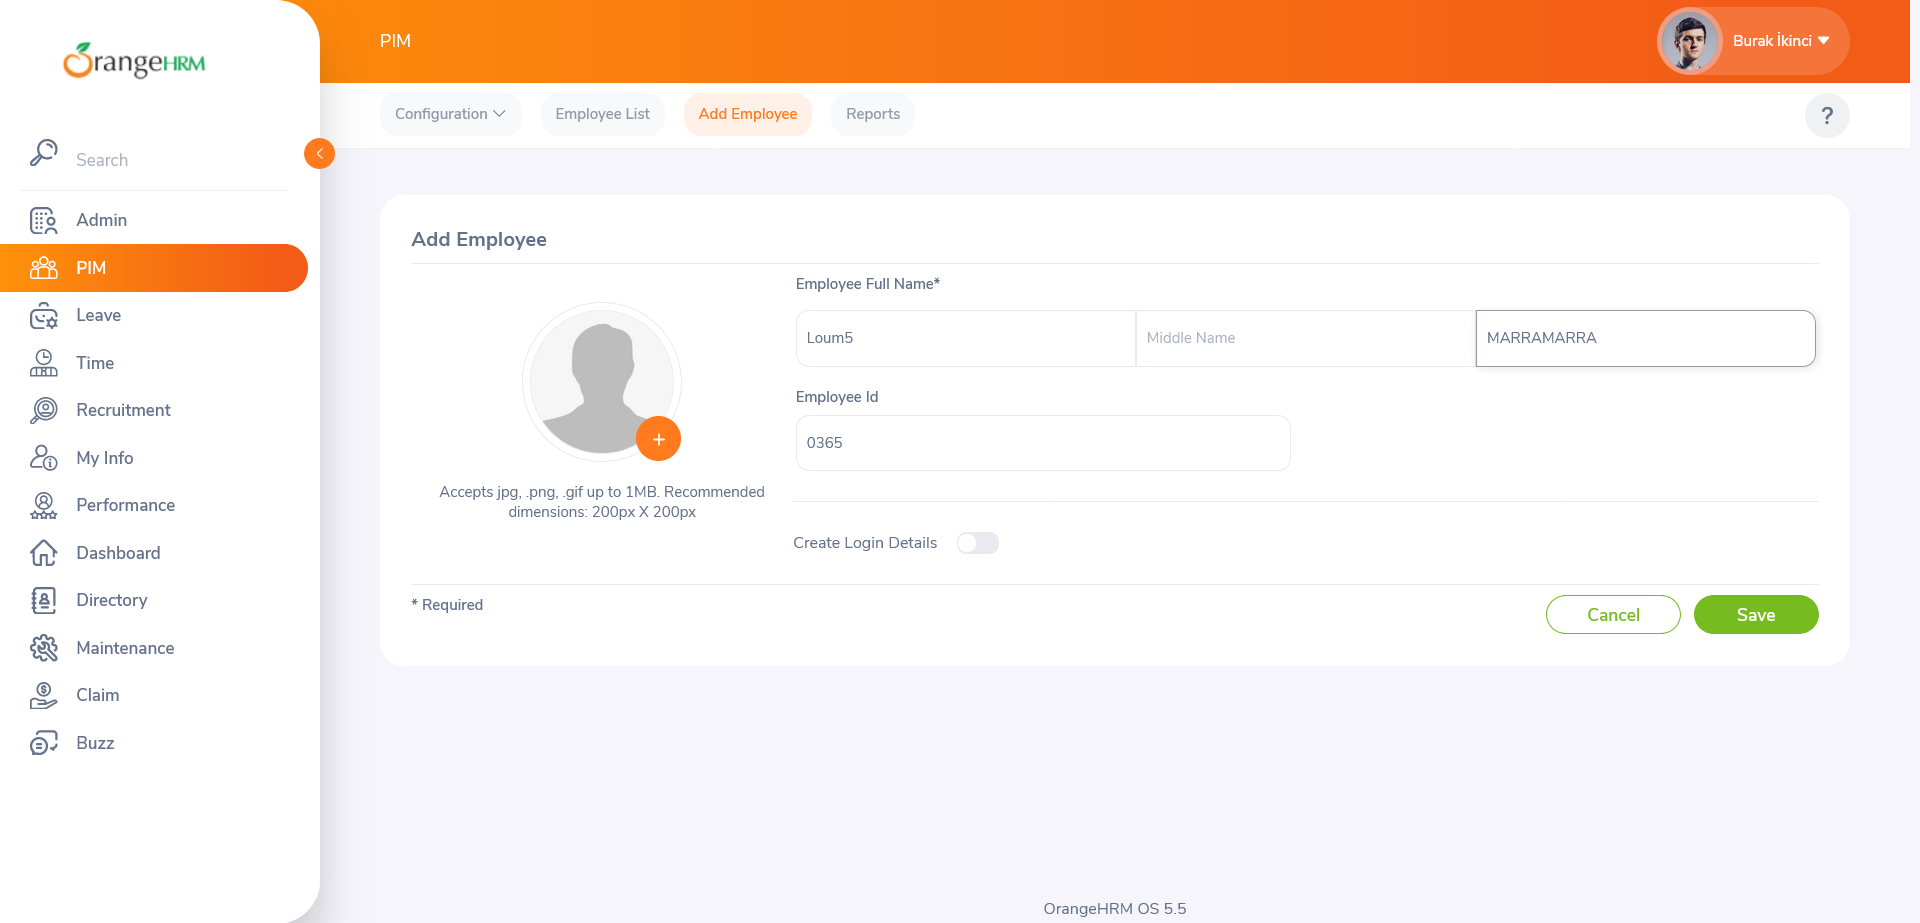 OrangeHRM
PIM
Burak İkinci
Configuration
Employee List
Add Employee
Reports
?
Search
Admin
PIM
Leave
Time
Recruitment
My Info
Performance
Dashboard
Directory
Maintenance
Claim
Buzz
Add Employee
Accepts jpg, .png, .gif up to 1MB. Recommended
dimensions: 200px X 200px
Employee Full Name*
Loum5
Middle Name
MARRAMARRA
Employee Id
0365
Create Login Details
* Required
Cancel
Save
OrangeHRM OS 5.5